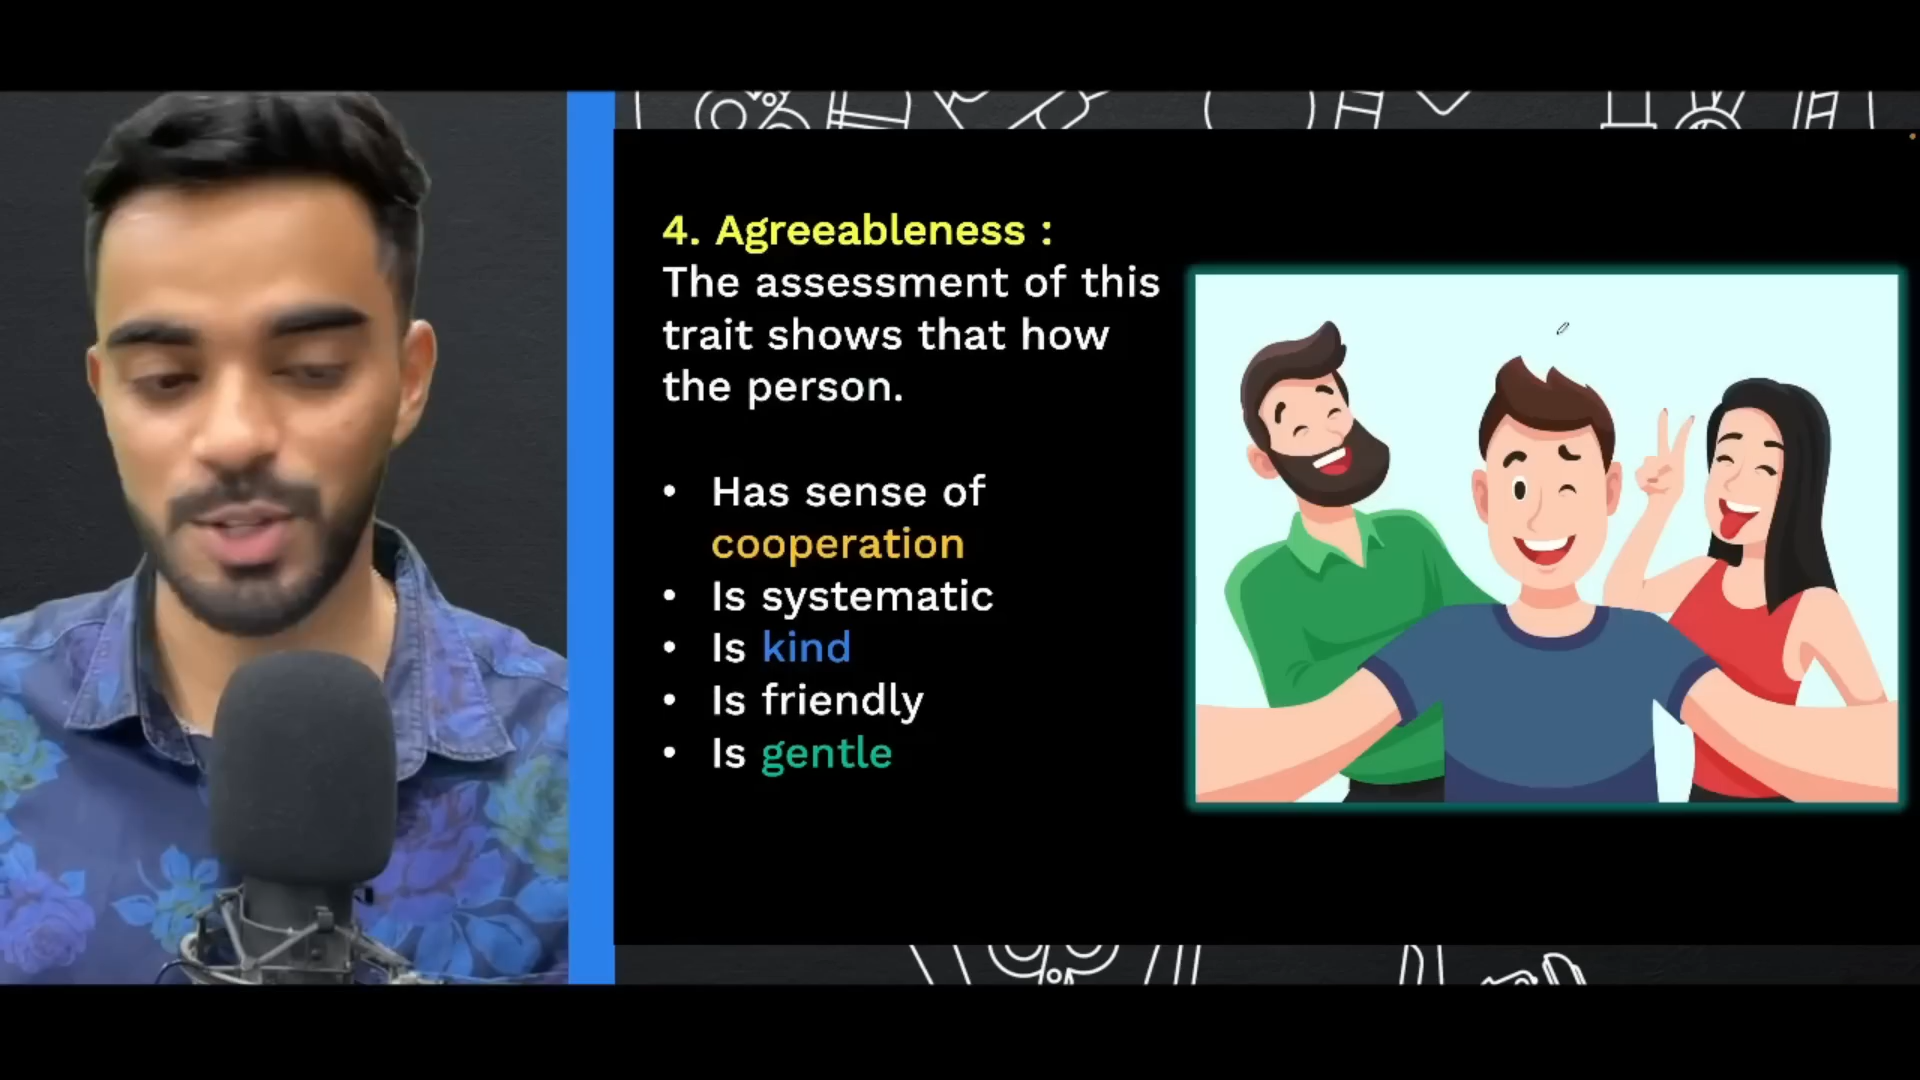 4. Agreeableness :
The assessment of this
trait shows that how
the person.
• Has sense of
cooperation
• Is systematic
• Is kind
• Is friendly
• Is gentle